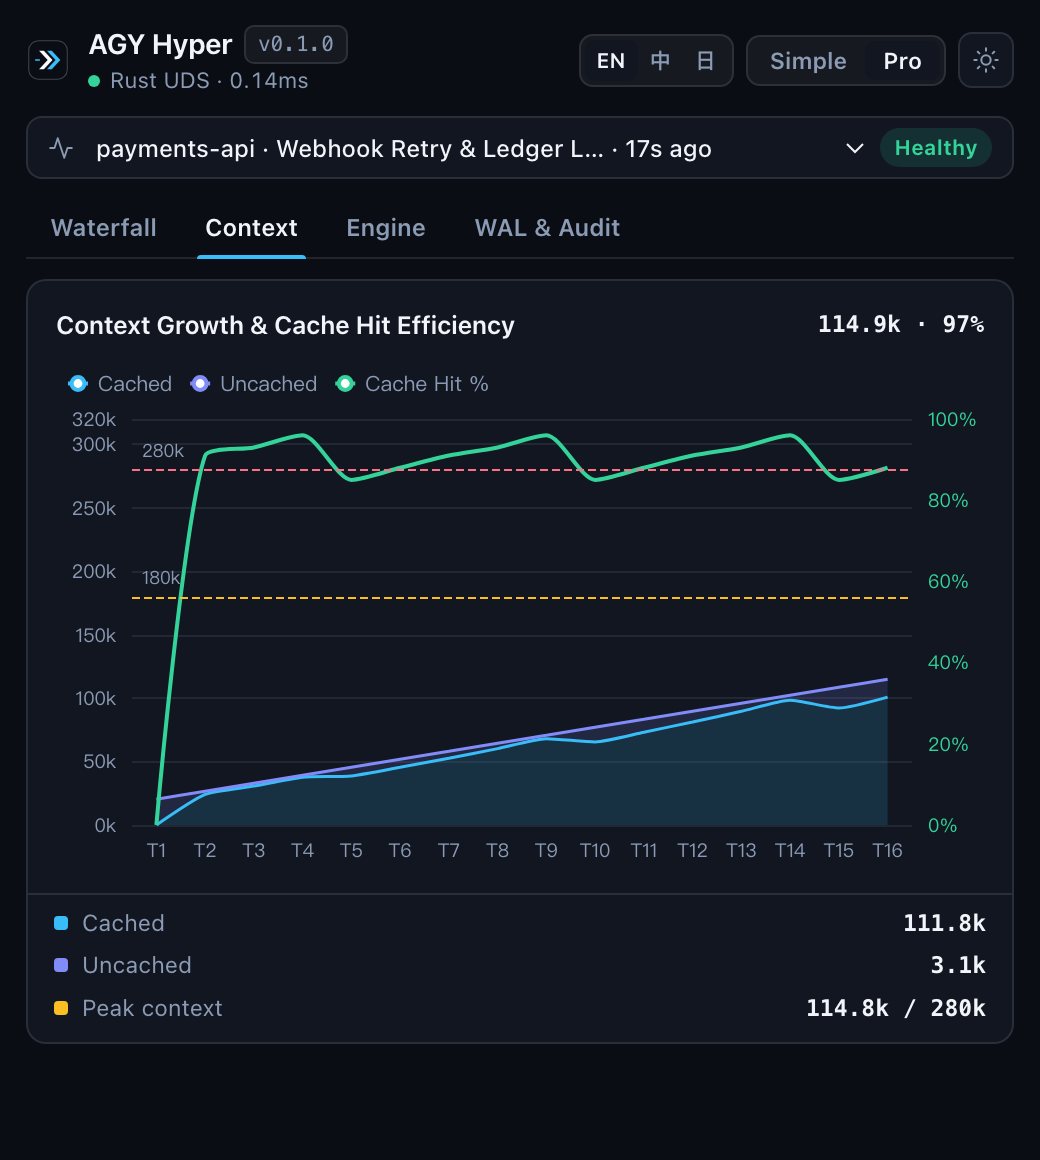 AGY Hyper v0.1.0
Rust UDS · 0.14ms
EN 中 日
Simple Pro
payments-api · Webhook Retry & Ledger L... · 17s ago
Healthy
Waterfall Context Engine WAL & Audit
Context Growth & Cache Hit Efficiency
114.9k · 97%
Cached Uncached Cache Hit %
320k 100%
300k
280k
80%
250k
200k
180k
60%
150k
40%
100k
20%
50k
0k 0%
T1 T2 T3 T4 T5 T6 T7 T8 T9 T10 T11 T12 T13 T14 T15 T16
Cached 111.8k
Uncached 3.1k
Peak context 114.8k / 280k